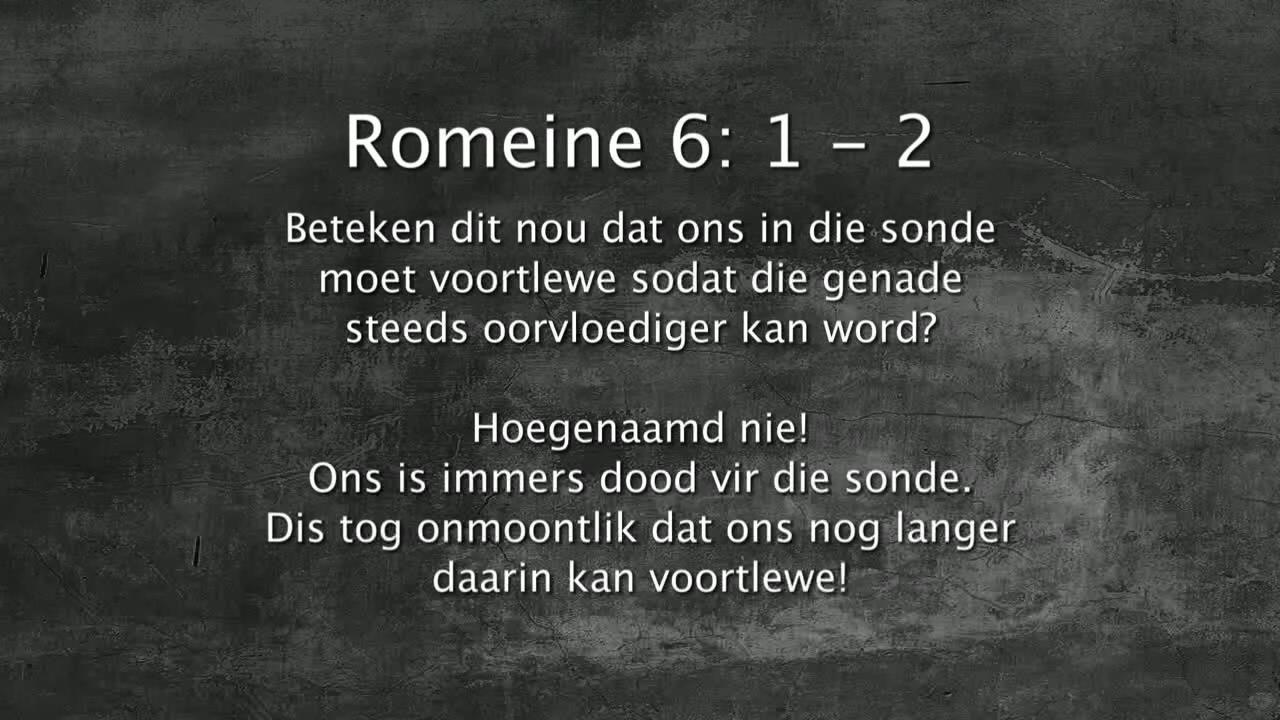 Romeine 6: 1 – 2
Beteken dit nou dat ons in die sonde
moet voortlewe sodat die genade
steeds oorvloediger kan word?
Hoegenaamd nie!
Ons is immers dood vir die sonde.
Dis tog onmoontlik dat ons nog langer
daarin kan voortlewe!